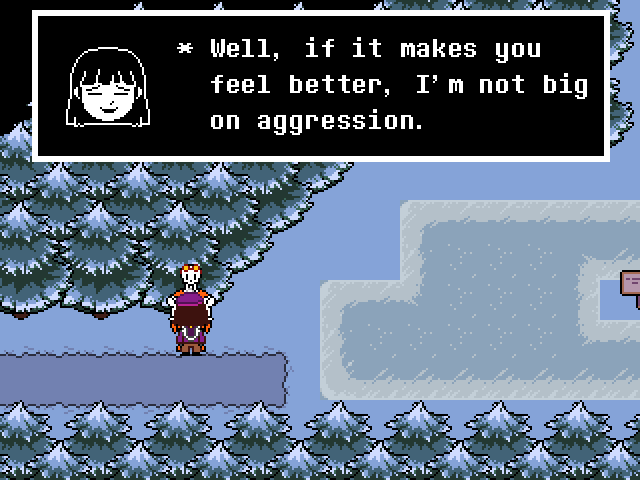 * Well, if it makes you
feel better, I'm not big
on aggression.